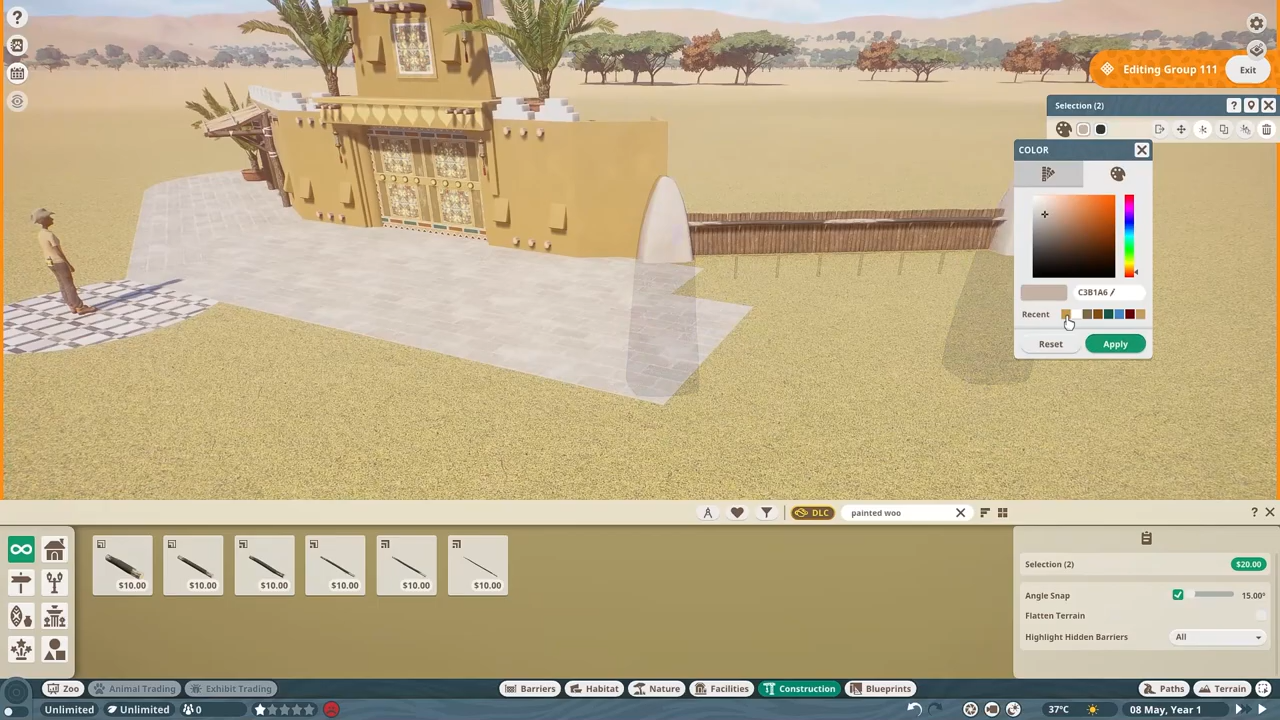 ?
Editing Group 111
Exit
Selection (2)
?
COLOR
C3B1A6
Recent
Reset
Apply
DLC
painted woo
?
$10.00
$10.00
$10.00
$10.00
$10.00
$10.00
Selection (2)
$20.00
Angle Snap
15.00°
Flatten Terrain
Highlight Hidden Barriers
All
Zoo
Animal Trading
Exhibit Trading
Barriers
Habitat
Nature
Facilities
Construction
Blueprints
Paths
Terrain
Unlimited
Unlimited
0
37°C
08 May, Year 1